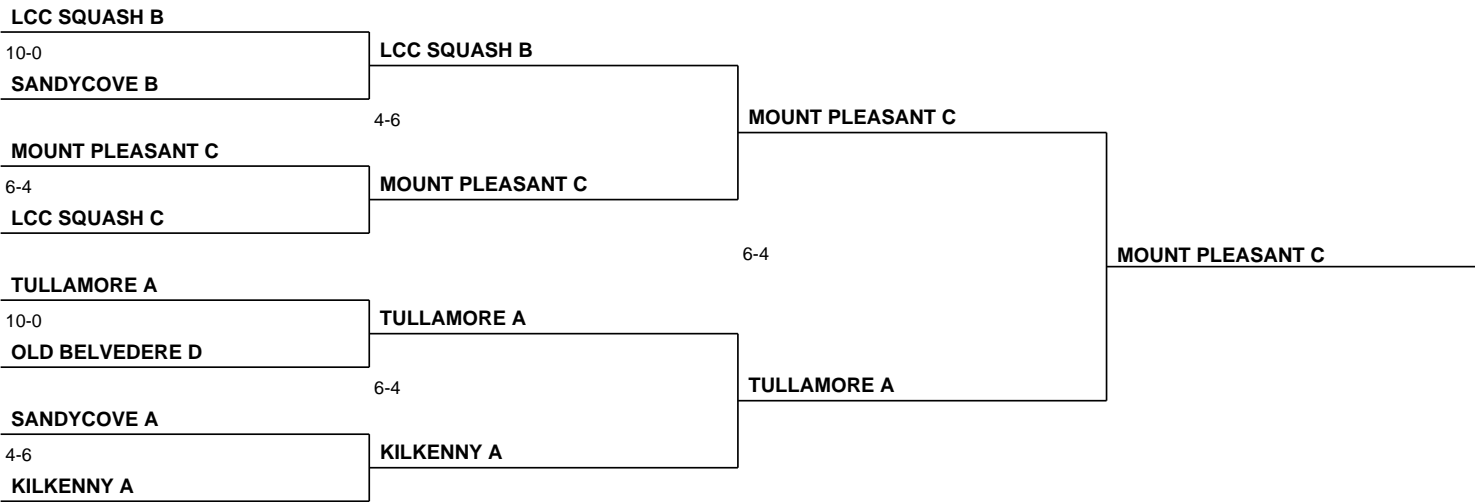 LCC SQUASH B
10-0
SANDYCOVE B
MOUNT PLEASANT C
6-4
LCC SQUASH C
TULLAMORE A
10-0
OLD BELVEDERE D
SANDYCOVE A
4-6
KILKENNY A
LCC SQUASH B
4-6
MOUNT PLEASANT C
TULLAMORE A
6-4
KILKENNY A
MOUNT PLEASANT C
6-4
TULLAMORE A
MOUNT PLEASANT C